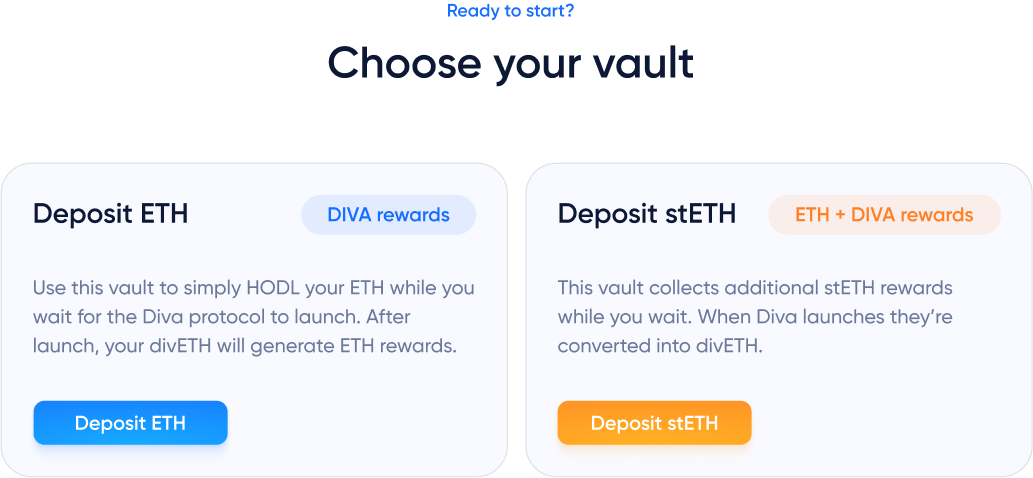 Ready to start?
Choose your vault
Deposit ETH
DIVA rewards
Use this vault to simply HODL your ETH while you
wait for the Diva protocol to launch. After
launch, your divETH will generate ETH rewards.
Deposit ETH
Deposit stETH
ETH + DIVA rewards
This vault collects additional stETH rewards
while you wait. When Diva launches they’re
converted into divETH.
Deposit stETH